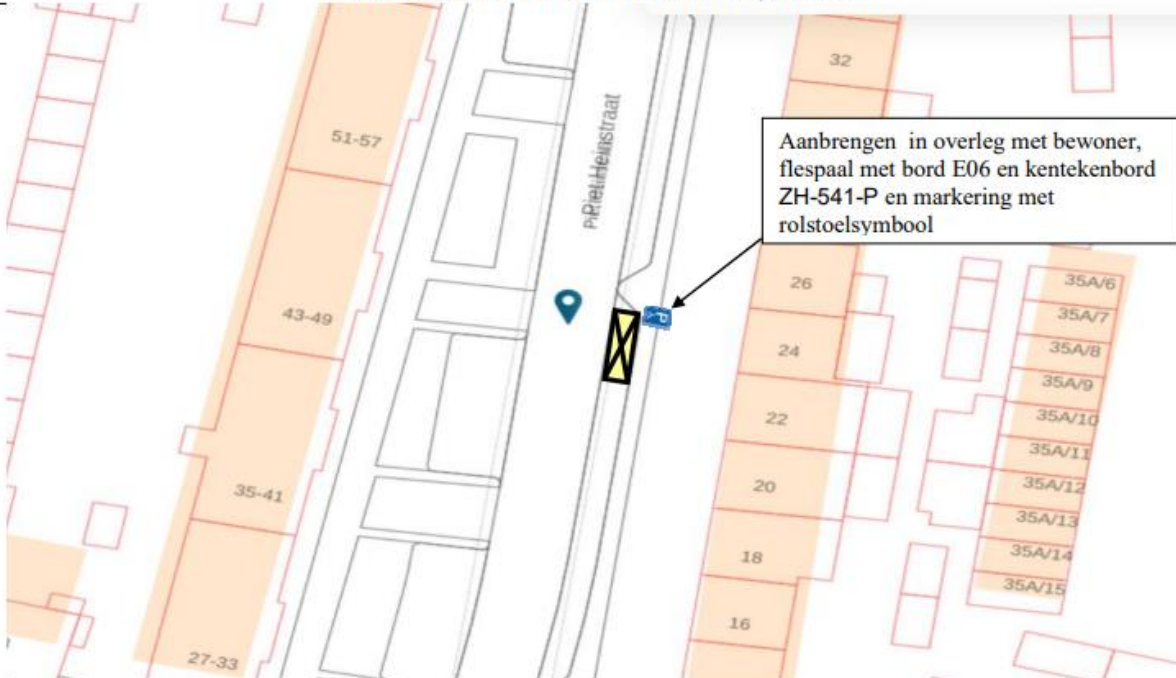 32
51-57
Piet Heinstraat
Aanbrengen in overleg met bewoner,
flespaal met bord E06 en kentekenbord
ZH-541-P en markering met
rolstoelsymbool
26
35A/6
43-49
P
35A/7
24
35A/8
35A/9
22
35A/10
35A/11
35-41
20
35A/12
35A/13
18
35A/14
35A/15
16
27-33